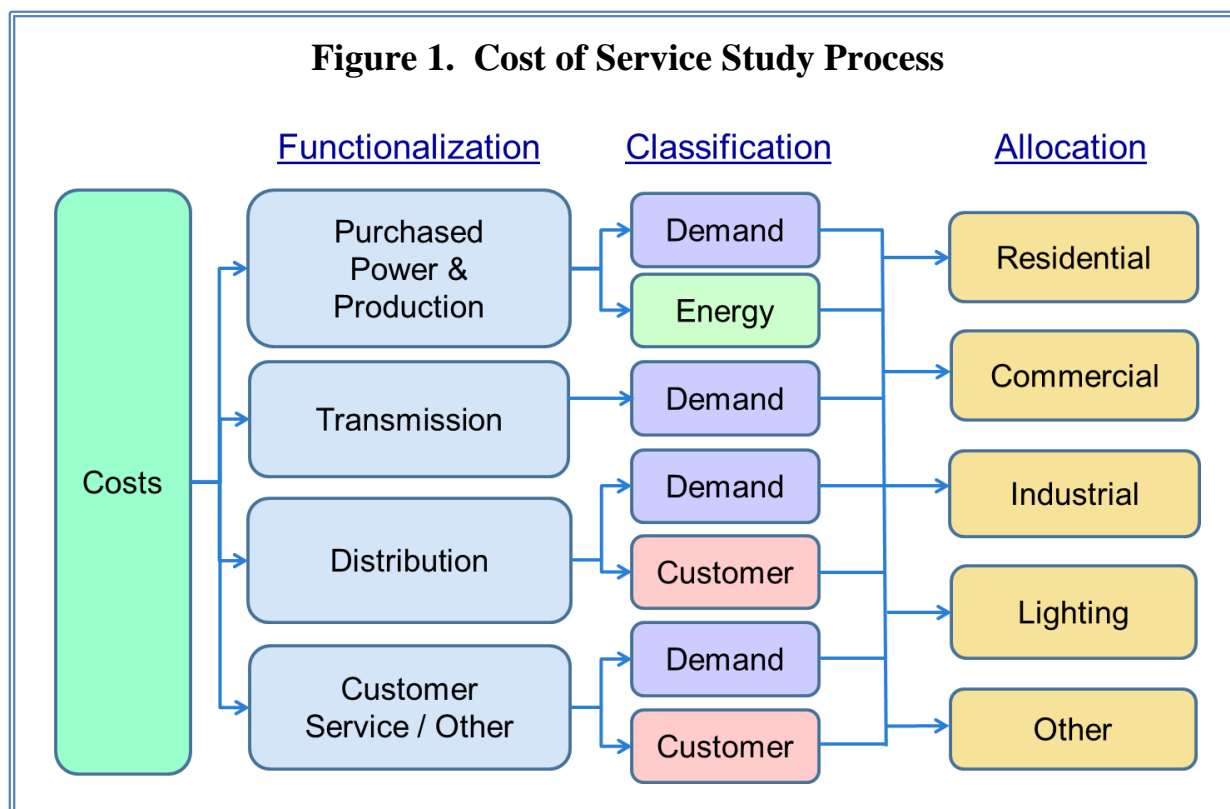 Figure 1.  Cost of Service Study Process
Functionalization
Classification
Allocation
Costs
Purchased
Power &
Production
Transmission
Distribution
Customer
Service / Other
Demand
Energy
Demand
Demand
Customer
Demand
Customer
Residential
Commercial
Industrial
Lighting
Other